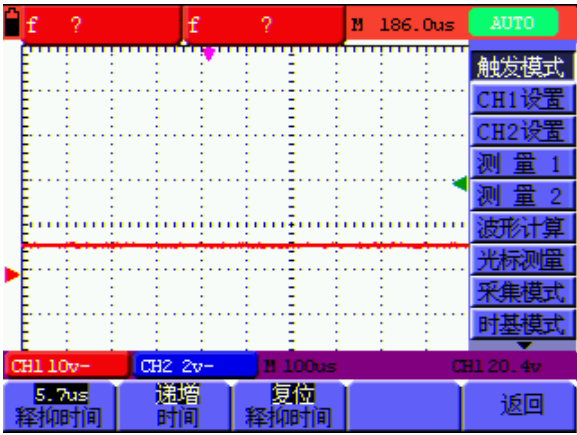 f ? f ? M 186.0us AUTO
触发模式
CH1设置
CH2设置
测 量 1
测 量 2
波形计算
光标测量
采集模式
时基模式
CH1 10v- CH2 2v- M 100us CH1 20.4v
5.7us 递增 复位
释抑时间 时间 释抑时间 返回